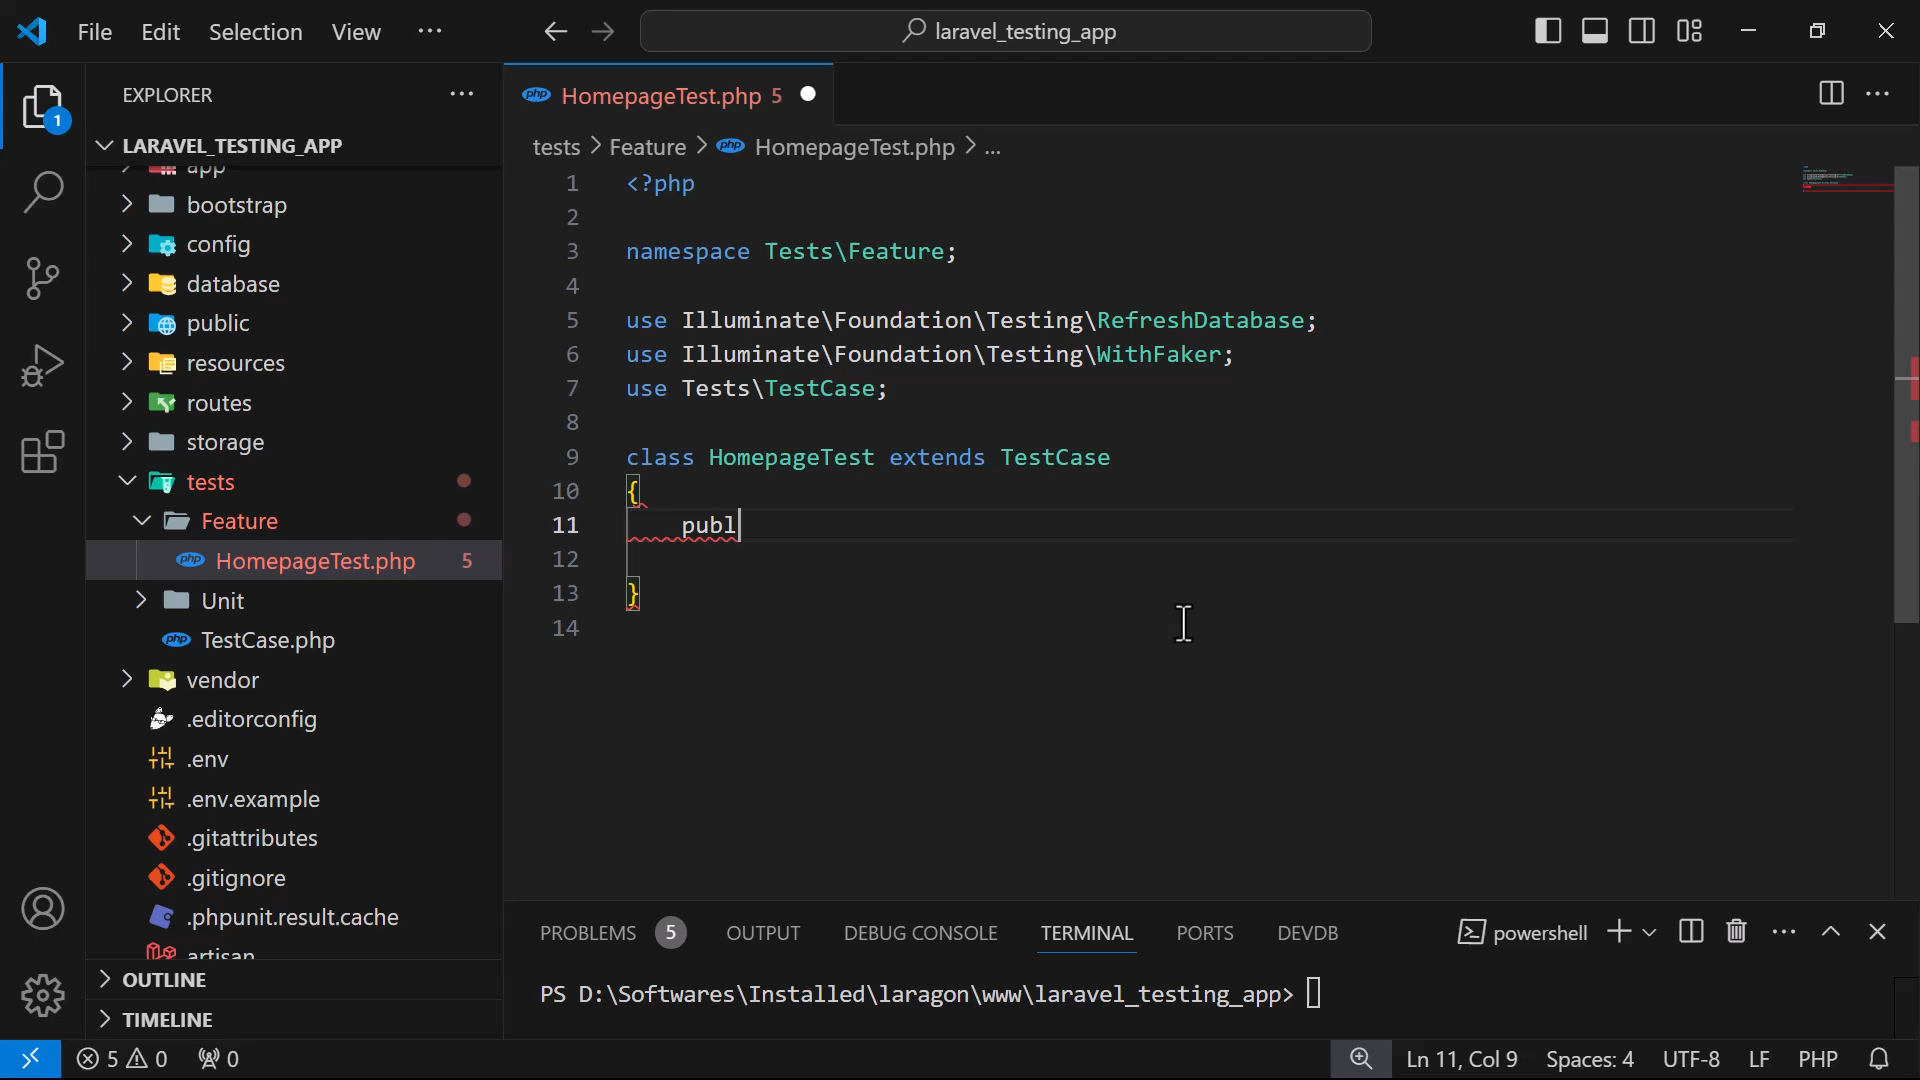 File Edit Selection View ···
laravel_testing_app
EXPLORER ···
LARAVEL_TESTING_APP
app
bootstrap
config
database
public
resources
routes
storage
tests
Feature
HomepageTest.php 5
Unit
TestCase.php
vendor
.editorconfig
.env
.env.example
.gitattributes
.gitignore
.phpunit.result.cache
artisan
OUTLINE
TIMELINE
1
php HomepageTest.php 5
tests > Feature > php HomepageTest.php > ...
1 <?php
2
3 namespace Tests\Feature;
4
5 use Illuminate\Foundation\Testing\RefreshDatabase;
6 use Illuminate\Foundation\Testing\WithFaker;
7 use Tests\TestCase;
8
9 class HomepageTest extends TestCase
10 {
11 publ
12
13 }
14
PROBLEMS 5 OUTPUT DEBUG CONSOLE TERMINAL PORTS DEVDB powershell
PS D:\Softwares\Installed\laragon\www\laravel_testing_app>
5 0 0 Ln 11, Col 9 Spaces: 4 UTF-8 LF PHP